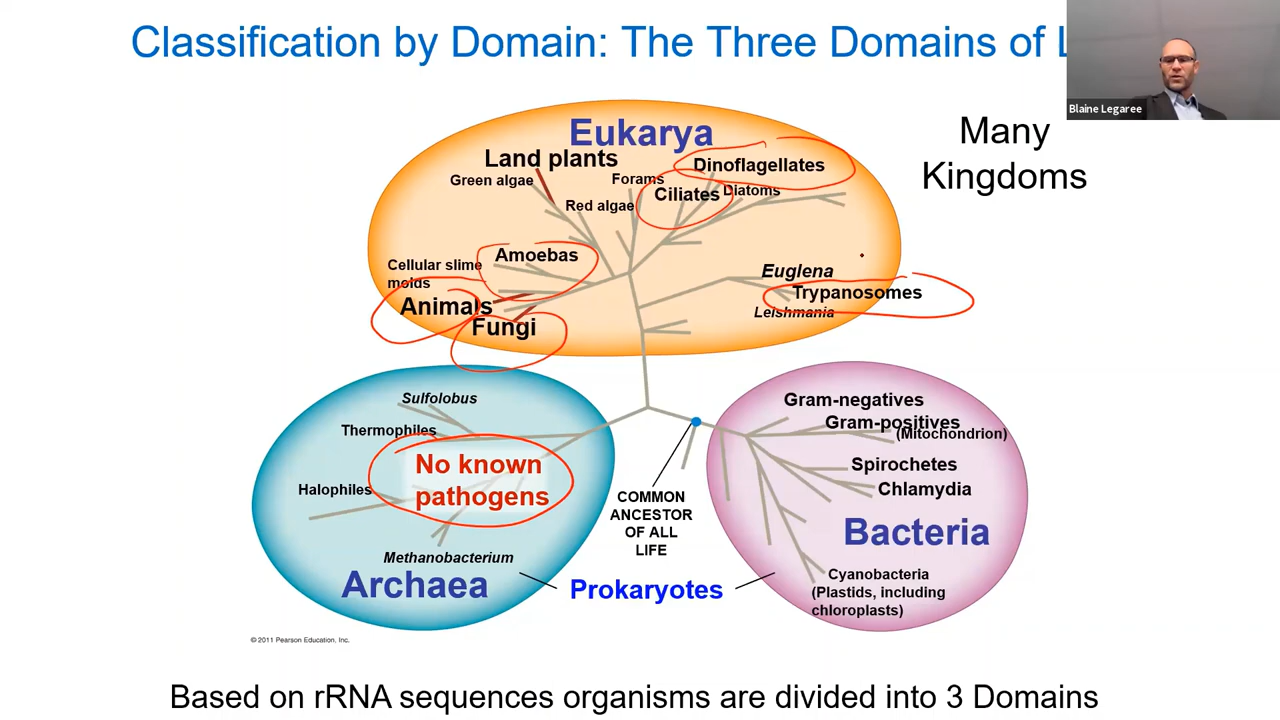 Classification by Domain: The Three Domains of L
Blaine Legaree
Many
Kingdoms
Eukarya
Land plants
Dinoflagellates
Green algae
Forams
Ciliates
Diatoms
Red algae
Amoebas
Cellular slime
molds
Euglena
Trypanosomes
Animals
Leishmania
Fungi
Sulfolobus
Thermophiles
No known
pathogens
Halophiles
Methanobacterium
Archaea
COMMON
ANCESTOR
OF ALL
LIFE
Prokaryotes
Gram-negatives
Gram-positives
(Mitochondrion)
Spirochetes
Chlamydia
Bacteria
Cyanobacteria
(Plastids, including
chloroplasts)
© 2011 Pearson Education, Inc.
Based on rRNA sequences organisms are divided into 3 Domains